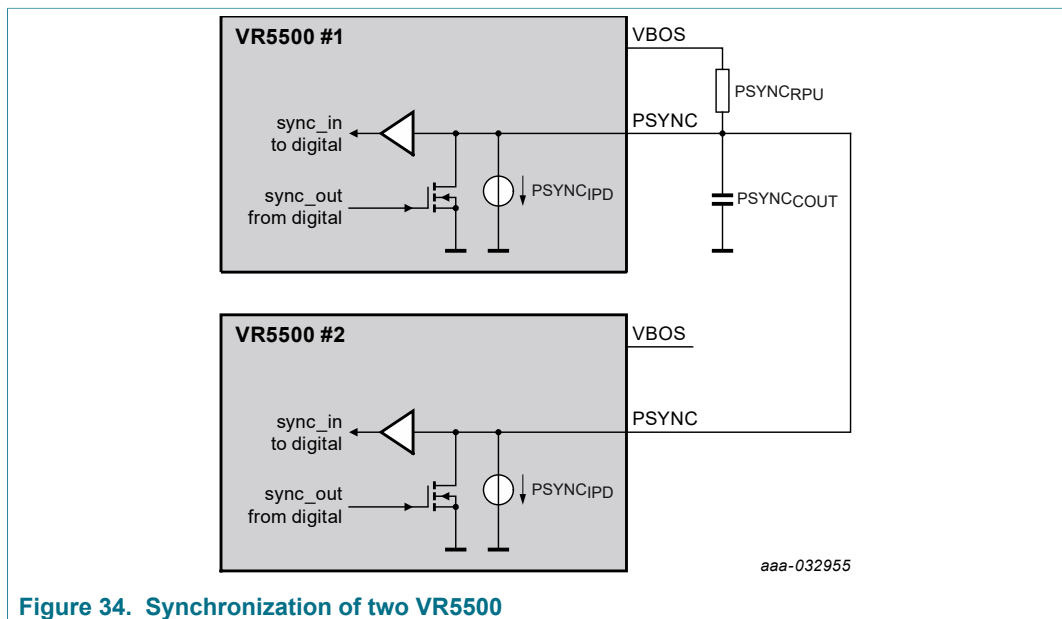 VR5500 #1
VBOS
PSYNCRPU
sync_in
to digital
PSYNC
sync_out
from digital
PSYNCIPD
PSYNCCOUT
VR5500 #2
VBOS
sync_in
to digital
PSYNC
sync_out
from digital
PSYNCIPD
aaa-032955
Figure 34. Synchronization of two VR5500